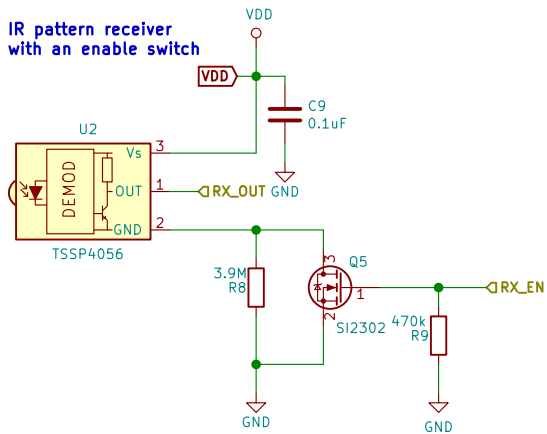 IR pattern receiver
with an enable switch
VDD
VDD
C9
0.1uF
GND
U2
DEMOD
Vs
3
OUT
1
RX_OUT
GND
2
TSSP4056
3.9M
R8
3
Q5
1
2
SI2302
RX_EN
470k
R9
GND
GND